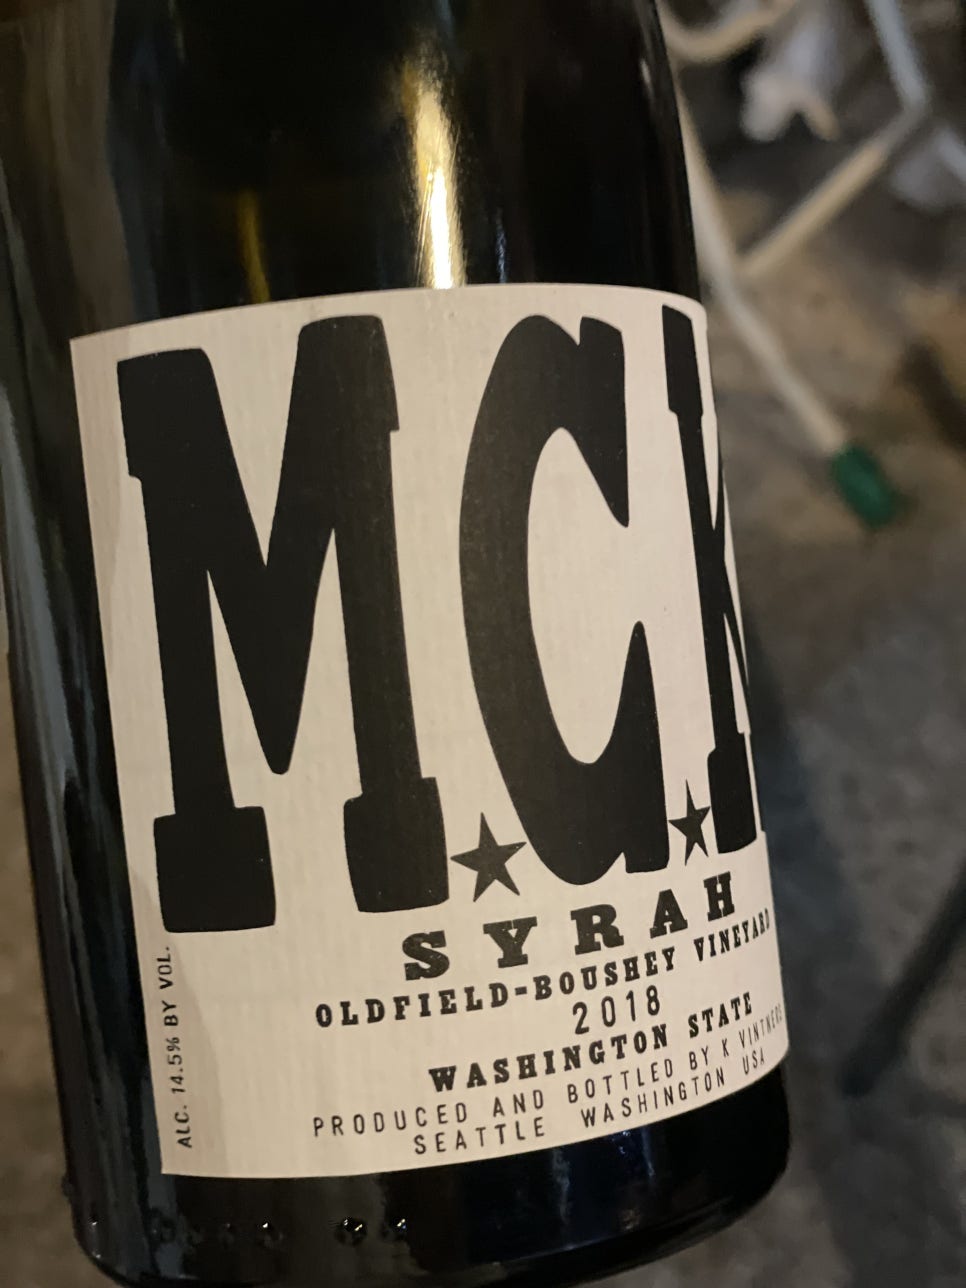 M★C★K
SYRAH
OLDFIELD-BOUSHEY VINEYARD
2018
WASHINGTON STATE
PRODUCED AND BOTTLED BY K VINTNERS
SEATTLE WASHINGTON USA
ALC. 14.5% BY VOL.